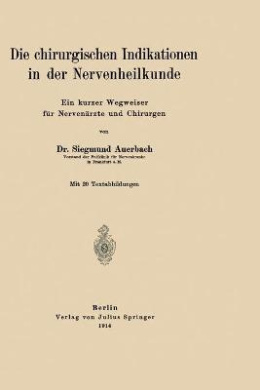 Die chirurgischen Indikationen
in der Nervenheilkunde
Ein kurzer Wegweiser
für Nervenärzte und Chirurgen
von
Dr. Siegmund Auerbach
Vorstand der Poliklinik für Nervenkranke
in Frankfurt a. M.
Mit 20 Textabbildungen
Berlin
Verlag von Julius Springer
1914